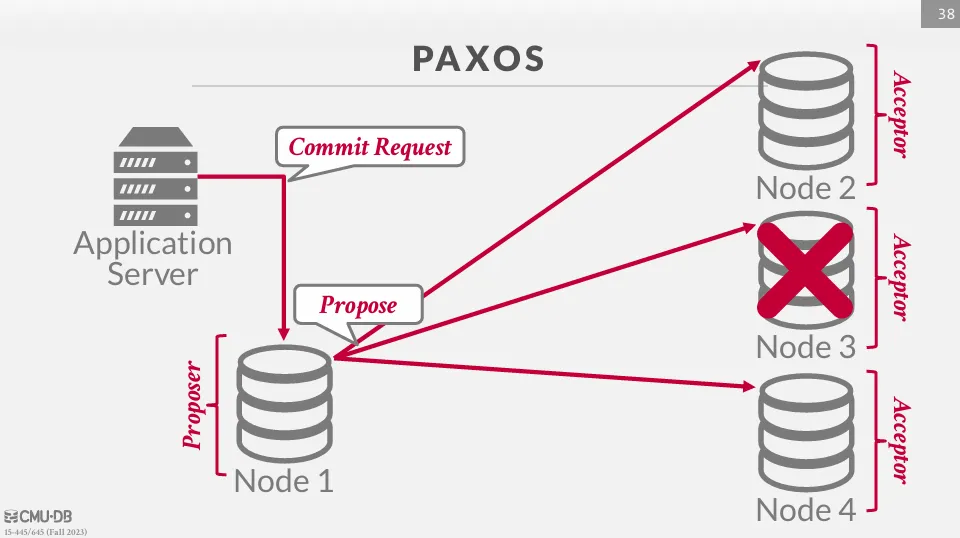 38
PAXOS
Commit Request
Application
Server
Propose
Proposer
Node 1
Acceptor
Node 2
Acceptor
Node 3
Acceptor
Node 4
CMU·DB
15-445/645 (Fall 2023)